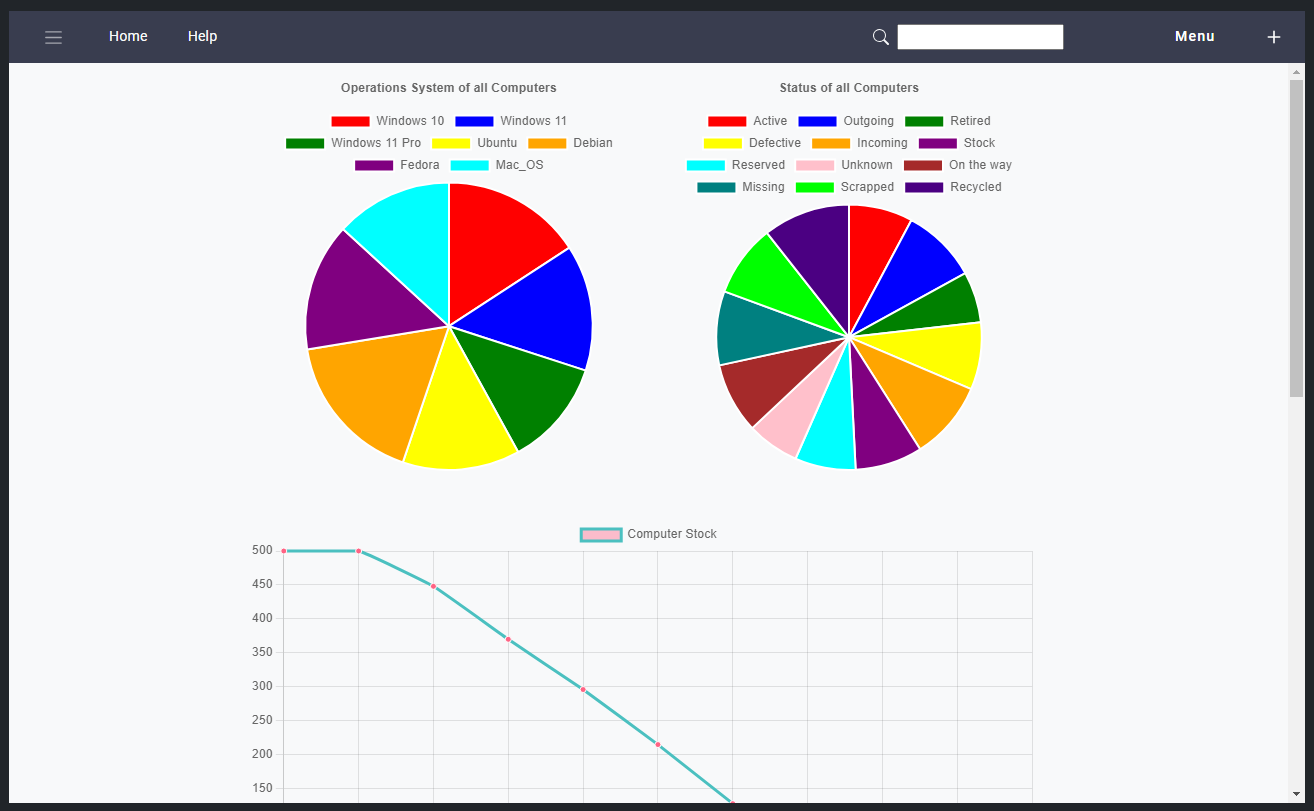 Home Help Menu
Operations System of all Computers
Windows 10 Windows 11
Windows 11 Pro Ubuntu Debian
Fedora Mac_OS
Status of all Computers
Active Outgoing Retired
Defective Incoming Stock
Reserved Unknown On the way
Missing Scrapped Recycled
Computer Stock
500
450
400
350
300
250
200
150